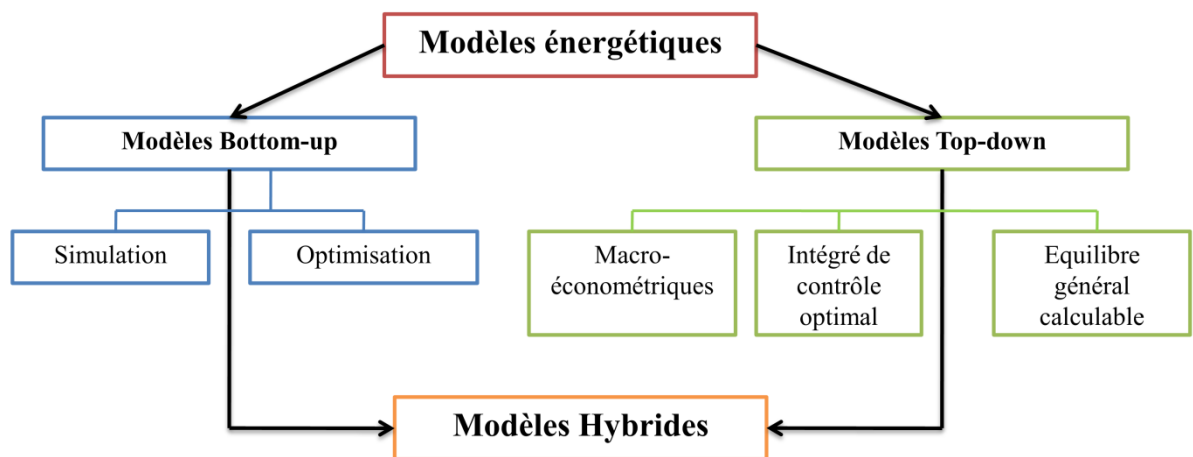 Modèles énergétiques
Modèles Bottom-up
Modèles Top-down
Simulation
Optimisation
Macro-
économétriques
Intégré de
contrôle
optimal
Equilibre
général
calculable
Modèles Hybrides